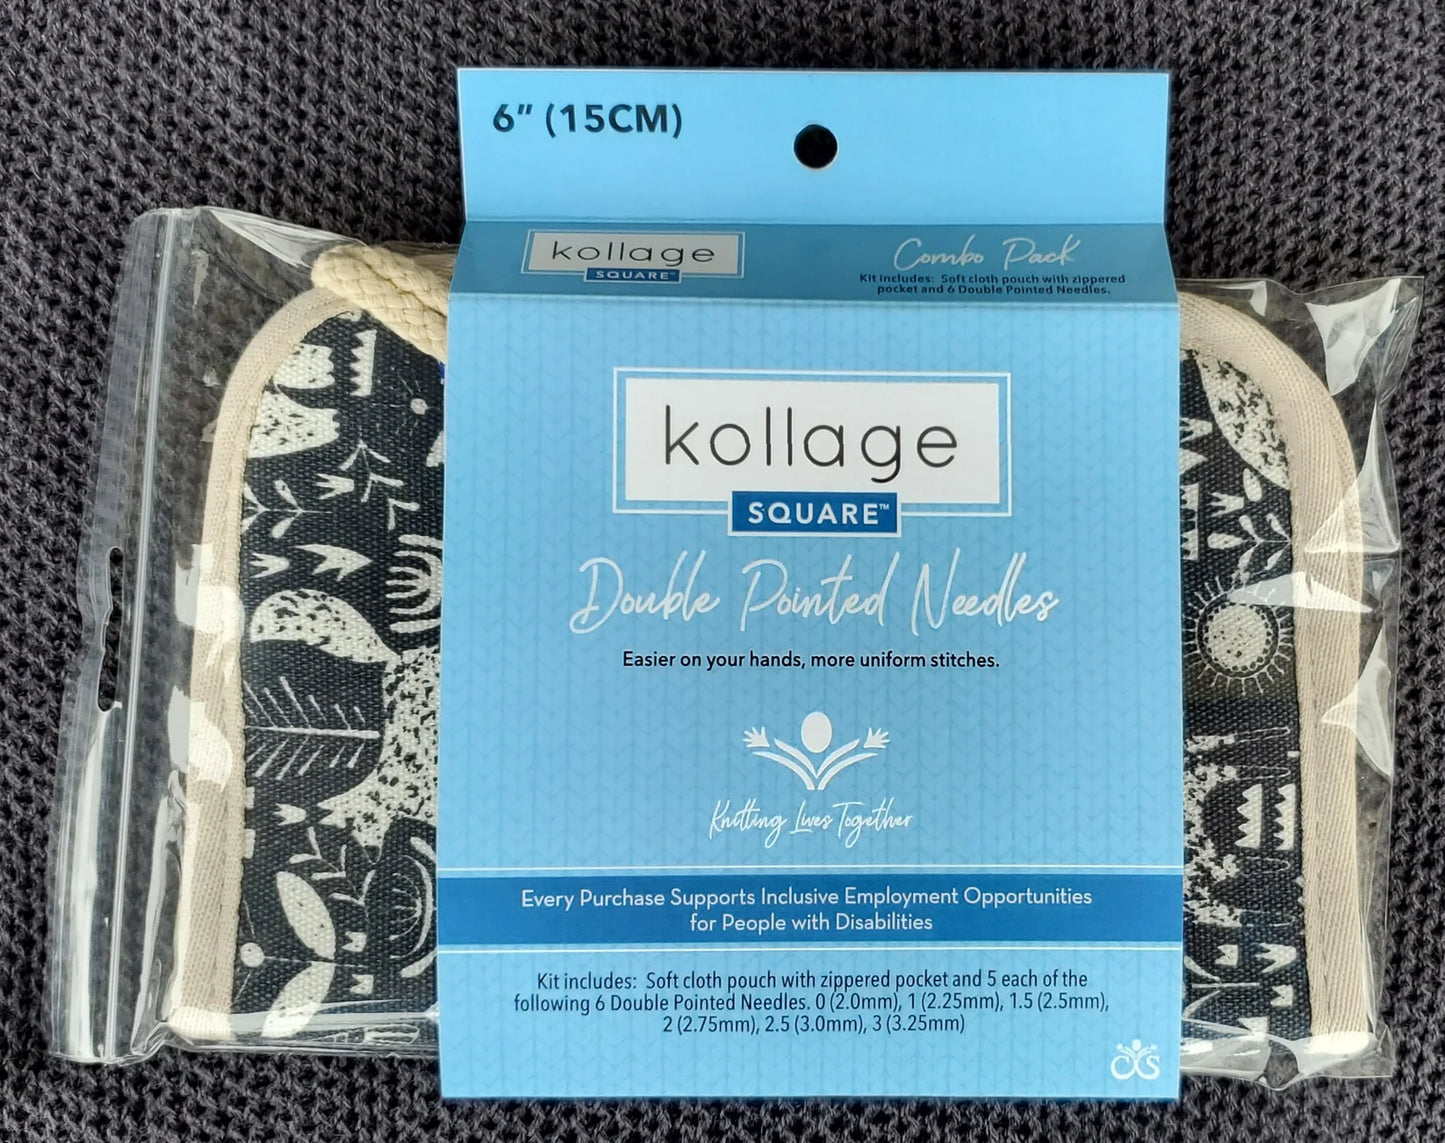 6" (15CM)
kollage
SQUARE™
Combo Pack
Kit includes: Soft cloth pouch with zippered
pocket and 6 Double Pointed Needles.
kollage
SQUARE™
Double Pointed Needles
Easier on your hands, more uniform stitches.
Knitting Lives Together
Every Purchase Supports Inclusive Employment Opportunities
for People with Disabilities
Kit includes: Soft cloth pouch with zippered pocket and 5 each of the
following 6 Double Pointed Needles. 0 (2.0mm), 1 (2.25mm), 1.5 (2.5mm),
2 (2.75mm), 2.5 (3.0mm), 3 (3.25mm)
CS